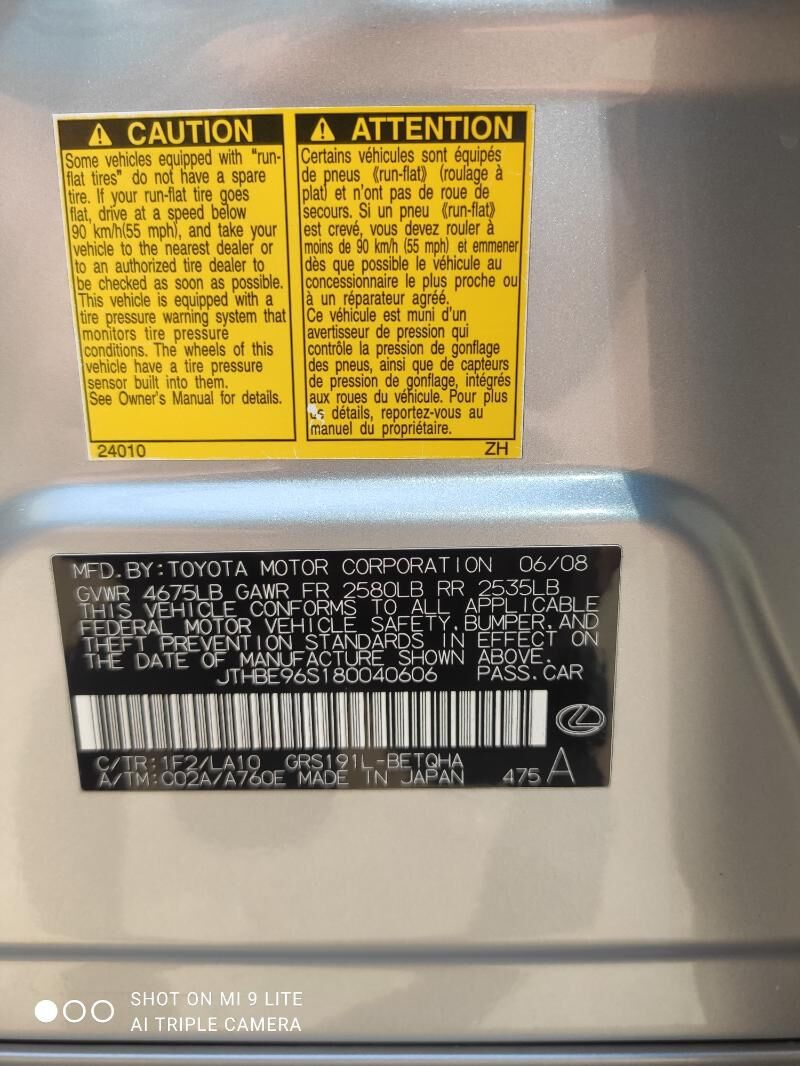 CAUTION
Some vehicles equipped with "run-
flat tires" do not have a spare
tire. If your run-flat tire goes
flat, drive at a speed below
90 km/h(55 mph), and take your
vehicle to the nearest dealer or
to an authorized tire dealer to
be checked as soon as possible.
This vehicle is equipped with a
tire pressure warning system that
monitors tire pressure
conditions. The wheels of this
vehicle have a tire pressure
sensor built into them.
See Owner's Manual for details.
24010
ATTENTION
Certains véhicules sont équipés
de pneus 《run-flat》 (roulage à
plat) et n'ont pas de roue de
secours. Si un pneu 《run-flat》
est crevé, vous devez rouler à
moins de 90 km/h (55 mph) et emmener
dès que possible le véhicule au
concessionnaire le plus proche ou
à un réparateur agréé.
Ce véhicule est muni d'un
avertisseur de pression qui
contrôle la pression de gonflage
des pneus, ainsi que de capteurs
de pression de gonflage, intégrés
aux roues du véhicule. Pour plus
détails, reportez-vous au
manuel du propriétaire.
ZH
MFD.BY:TOYOTA MOTOR CORPORATION 06/08
GVWR 4675LB GAWR FR 2580LB RR 2535LB
THIS VEHICLE CONFORMS TO ALL APPLICABLE
FEDERAL MOTOR VEHICLE SAFETY,BUMPER,AND
THEFT PREVENTION STANDARDS IN EFFECT ON
THE DATE OF MANUFACTURE SHOWN ABOVE.
JTHBE96S180040606 PASS.CAR
C/TR:1F2/LA10 GRS191L-BETQHA
A/TM:C02A/A760E MADE IN JAPAN 475 A
SHOT ON MI 9 LITE
AI TRIPLE CAMERA